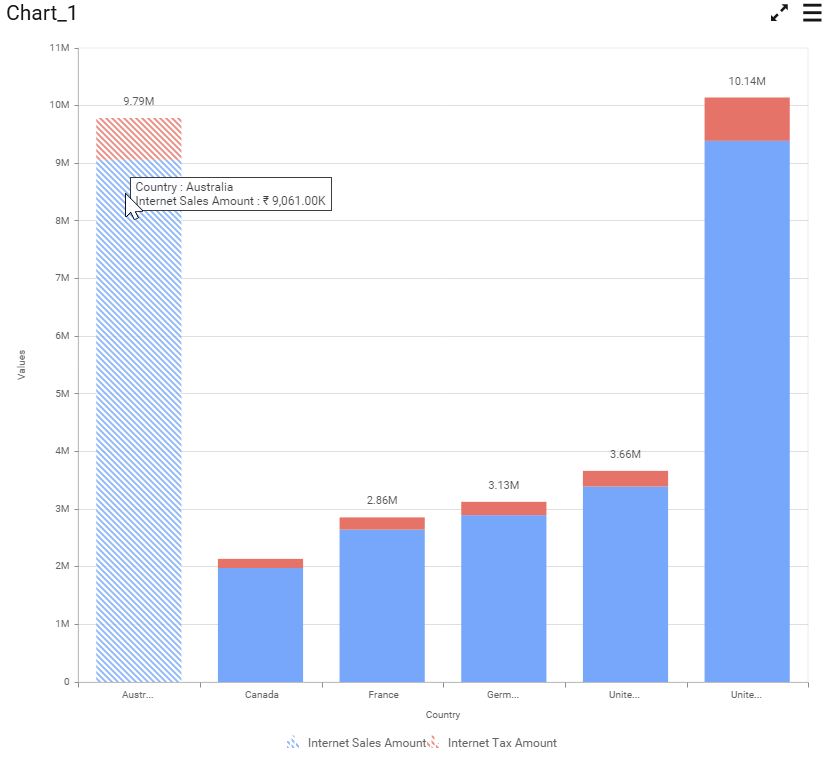 Chart_1
11M
10M
9M
8M
7M
6M
5M
4M
3M
2M
1M
0
Values
9.79M
2.86M
3.13M
3.66M
10.14M
Country : Australia
Internet Sales Amount : ₹ 9,061.00K
Austr...
Canada
France
Germ...
Unite...
Unite...
Country
Internet Sales Amount
Internet Tax Amount